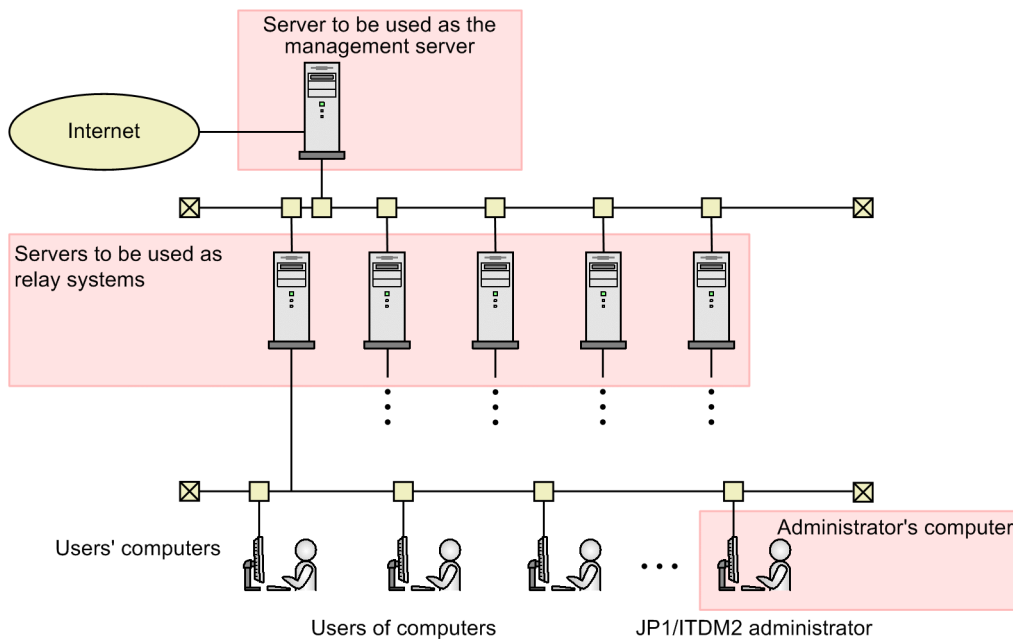 Server to be used as the
management server
Internet
Servers to be used as
relay systems
Administrator's computer
Users' computers
Users of computers
JP1/ITDM2 administrator